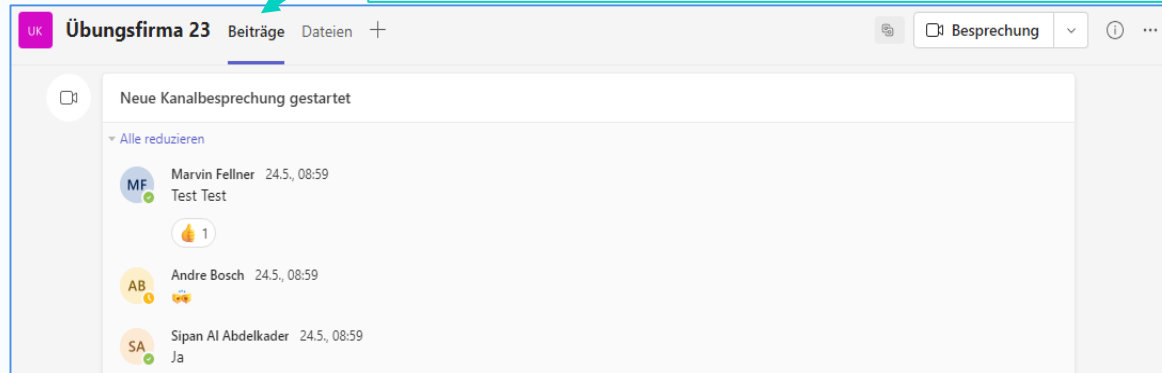 UK Übungsfirma 23 Beiträge Dateien + Besprechung
Neue Kanalbesprechung gestartet
Alle reduzieren
MF Marvin Fellner 24.5., 08:59
Test Test
👍 1
AB Andre Bosch 24.5., 08:59
SA Sipan Al Abdelkader 24.5., 08:59
Ja